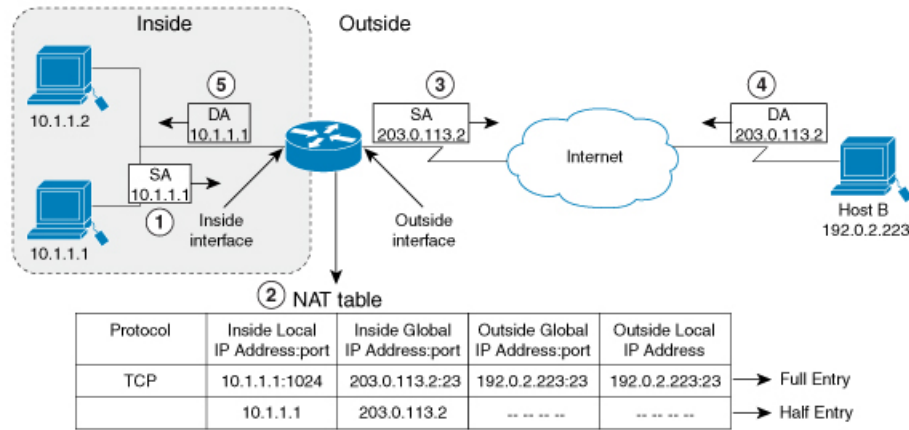 Inside
Outside
10.1.1.2
5
DA
10.1.1.1
3
SA
203.0.113.2
Internet
4
DA
203.0.113.2
SA
10.1.1.1
1
10.1.1.1
Inside
interface
Outside
interface
Host B
192.0.2.223
2 NAT table
Protocol
Inside Local
IP Address:port
Inside Global
IP Address:port
Outside Global
IP Address:port
Outside Local
IP Address
TCP
10.1.1.1:1024
203.0.113.2:23
192.0.2.223:23
192.0.2.223:23
Full Entry
10.1.1.1
203.0.113.2
-- -- -- --
-- -- -- --
Half Entry